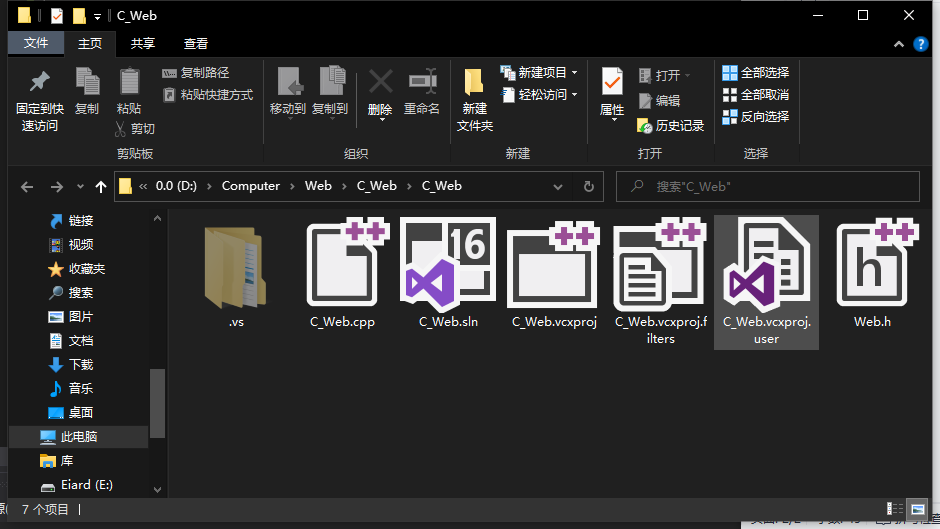 C_Web
文件
主页
共享
查看
固定到快
速访问
复制
粘贴
复制路径
粘贴快捷方式
剪切
剪贴板
移动到
复制到
删除
重命名
组织
新建
文件夹
新建项目
轻松访问
新建
属性
打开
编辑
历史记录
打开
全部选择
全部取消
反向选择
选择
« 0.0 (D:) › Computer › Web › C_Web › C_Web
搜索"C_Web"
链接
视频
收藏夹
搜索
图片
文档
下载
音乐
桌面
此电脑
库
Eiard (E:)
.vs
C_Web.cpp
16
C_Web.sln
C_Web.vcxproj
C_Web.vcxproj.f
ilters
C_Web.vcxproj.
user
h
Web.h
7 个项目